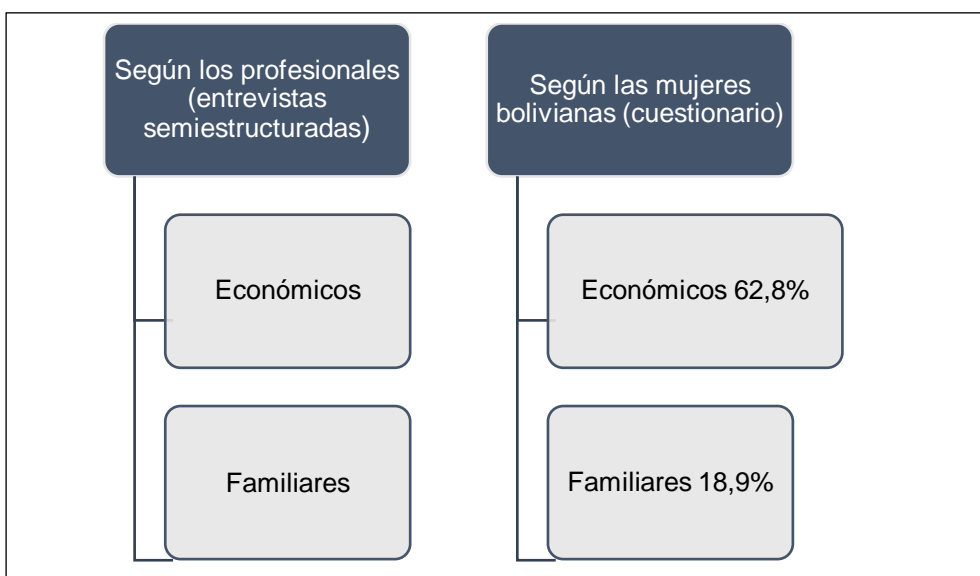 Según los profesionales
(entrevistas
semiestructuradas)
Económicos
Familiares
Según las mujeres
bolivianas (cuestionario)
Económicos 62,8%
Familiares 18,9%